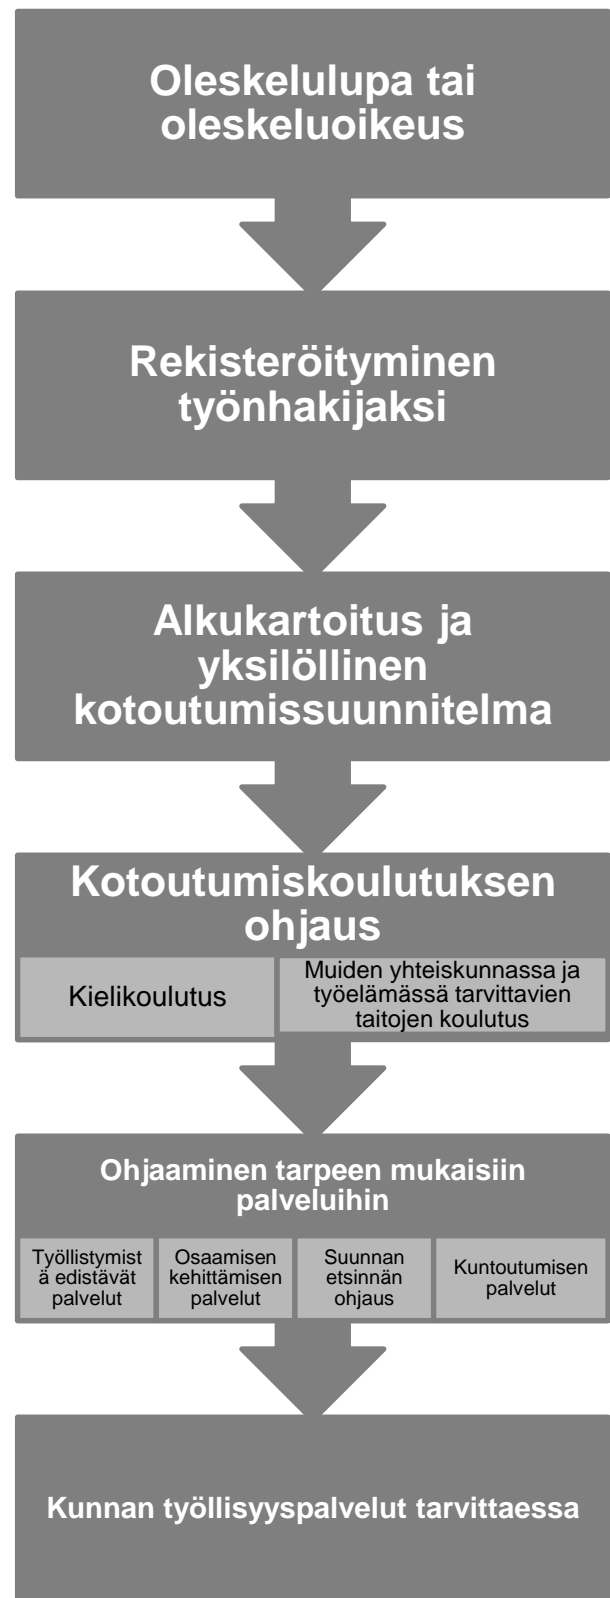 Oleskelulupa tai
oleskeluoikeus
Rekisteröityminen
työnhakijaksi
Alkukartoitus ja
yksilöllinen
kotoutumissuunnitelma
Kotoutumiskoulutuksen
ohjaus
Kielikoulutus
Muiden yhteiskunnassa ja
työelämässä tarvittavien
taitojen koulutus
Ohjaaminen tarpeen mukaisiin
palveluihin
Työllistymist
ä edistävät
palvelut
Osaamisen
kehittämisen
palvelut
Suunnan
etsinnän
ohjaus
Kuntoutumisen
palvelut
Kunnan työllisyyspalvelut tarvittaessa